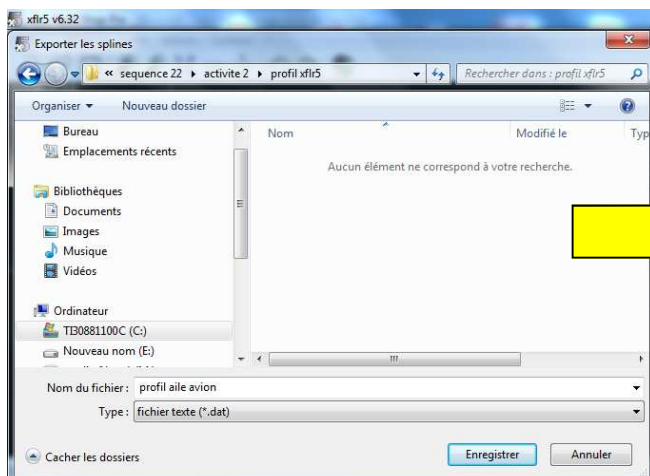 xflr5 v6.32
Exporter les splines
« sequence 22 ▸ activite 2 ▸ profil xflr5
Rechercher dans : profil xflr5
Organiser ▾ Nouveau dossier
Bureau
Emplacements récents
Bibliothèques
Documents
Images
Musique
Vidéos
Ordinateur
TI30881100C (C:)
Nouveau nom (E:)
Nom Modifié le Typ
Aucun élément ne correspond à votre recherche.
Nom du fichier : profil aile avion
Type : fichier texte (*.dat)
Cacher les dossiers
Enregistrer Annuler